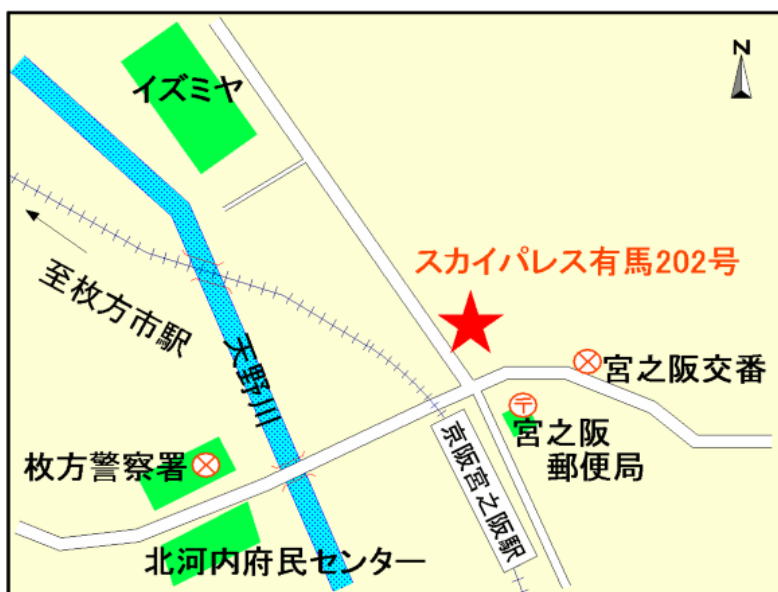 N
イズミヤ
スカイパレス有馬202号
至枚方市駅
天野川
宮之阪交番
〒
宮之阪
郵便局
京阪宮之阪駅
枚方警察署
北河内府民センター